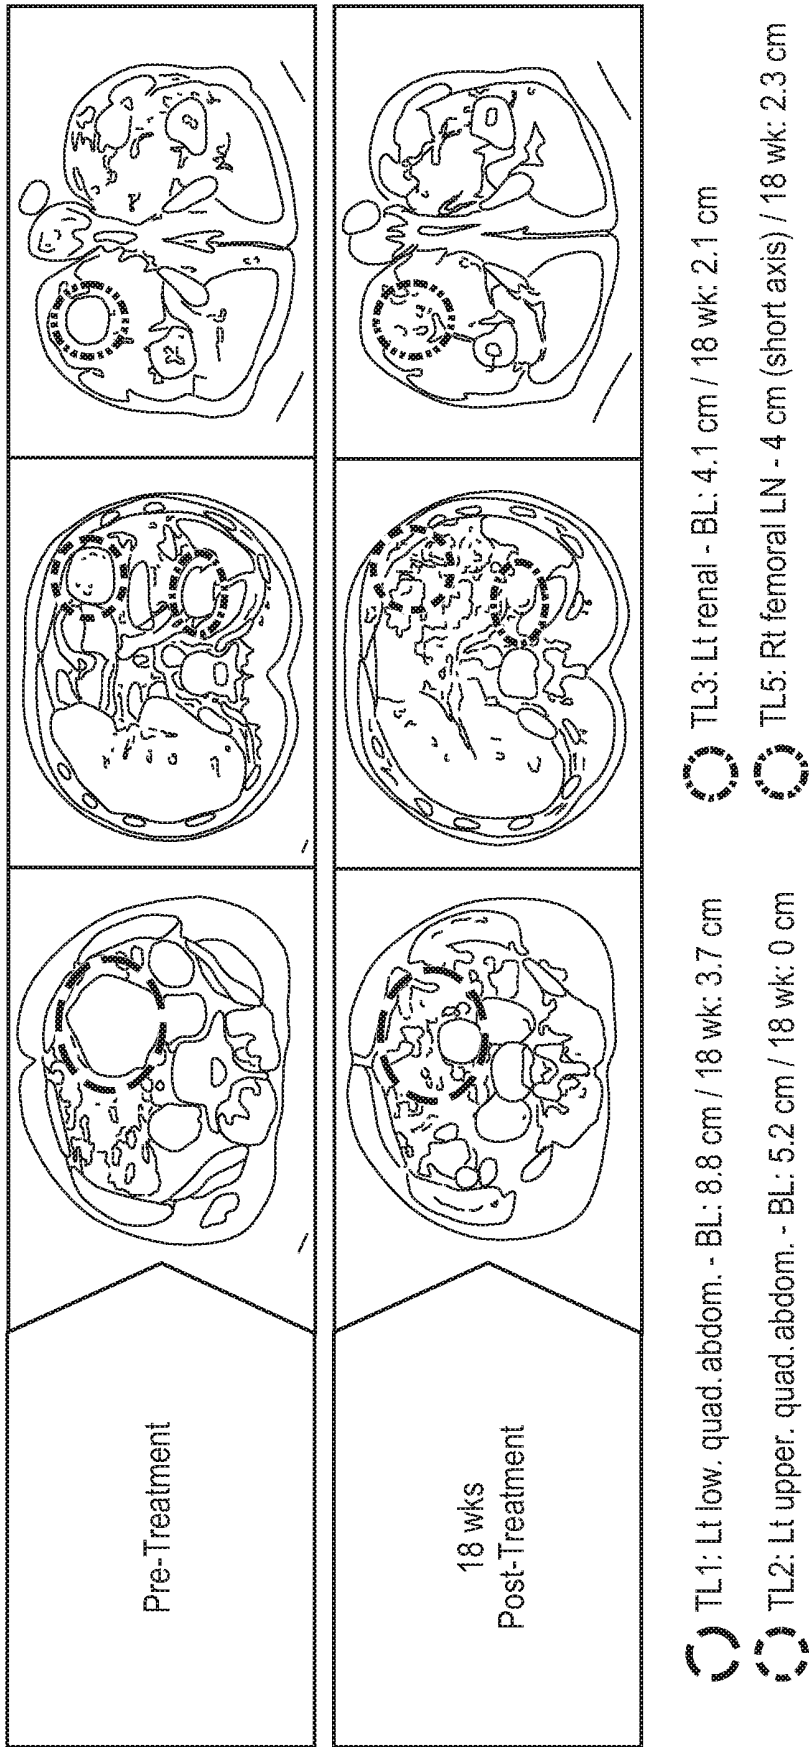 Pre-Treatment
18 wks
Post-Treatment
TL1: Lt low. quad. abdom. - BL: 8.8 cm / 18 wk: 3.7 cm
TL2: Lt upper. quad. abdom. - BL: 5.2 cm / 18 wk: 0 cm
TL3: Lt renal - BL: 4.1 cm / 18 wk: 2.1 cm
TL5: Rt femoral LN - 4 cm (short axis) / 18 wk: 2.3 cm